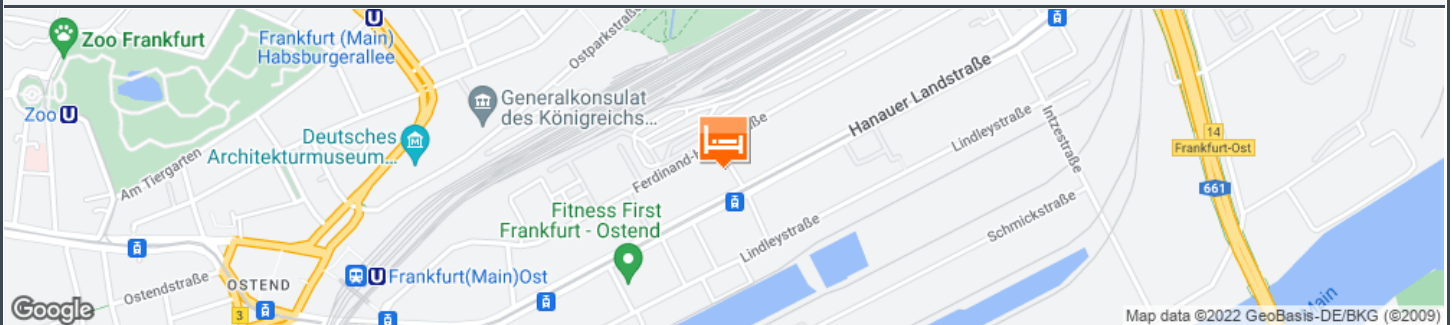 Zoo Frankfurt
Frankfurt (Main)
Habsburgerallee
Ostparkstraße
Zoo
Generalkonsulat
des Königreichs...
Deutsches
Architekturmuseum...
Am Tiergarten
Hanauer Landstraße
Lindleystraße
Intzestraße
14
Frankfurt-Ost
661
Fitness First
Frankfurt - Ostend
Lindleystraße
Schmickstraße
Frankfurt(Main)Ost
Ostendstraße
OSTEND
3
Main
Google
Map data ©2022 GeoBasis-DE/BKG (©2009)